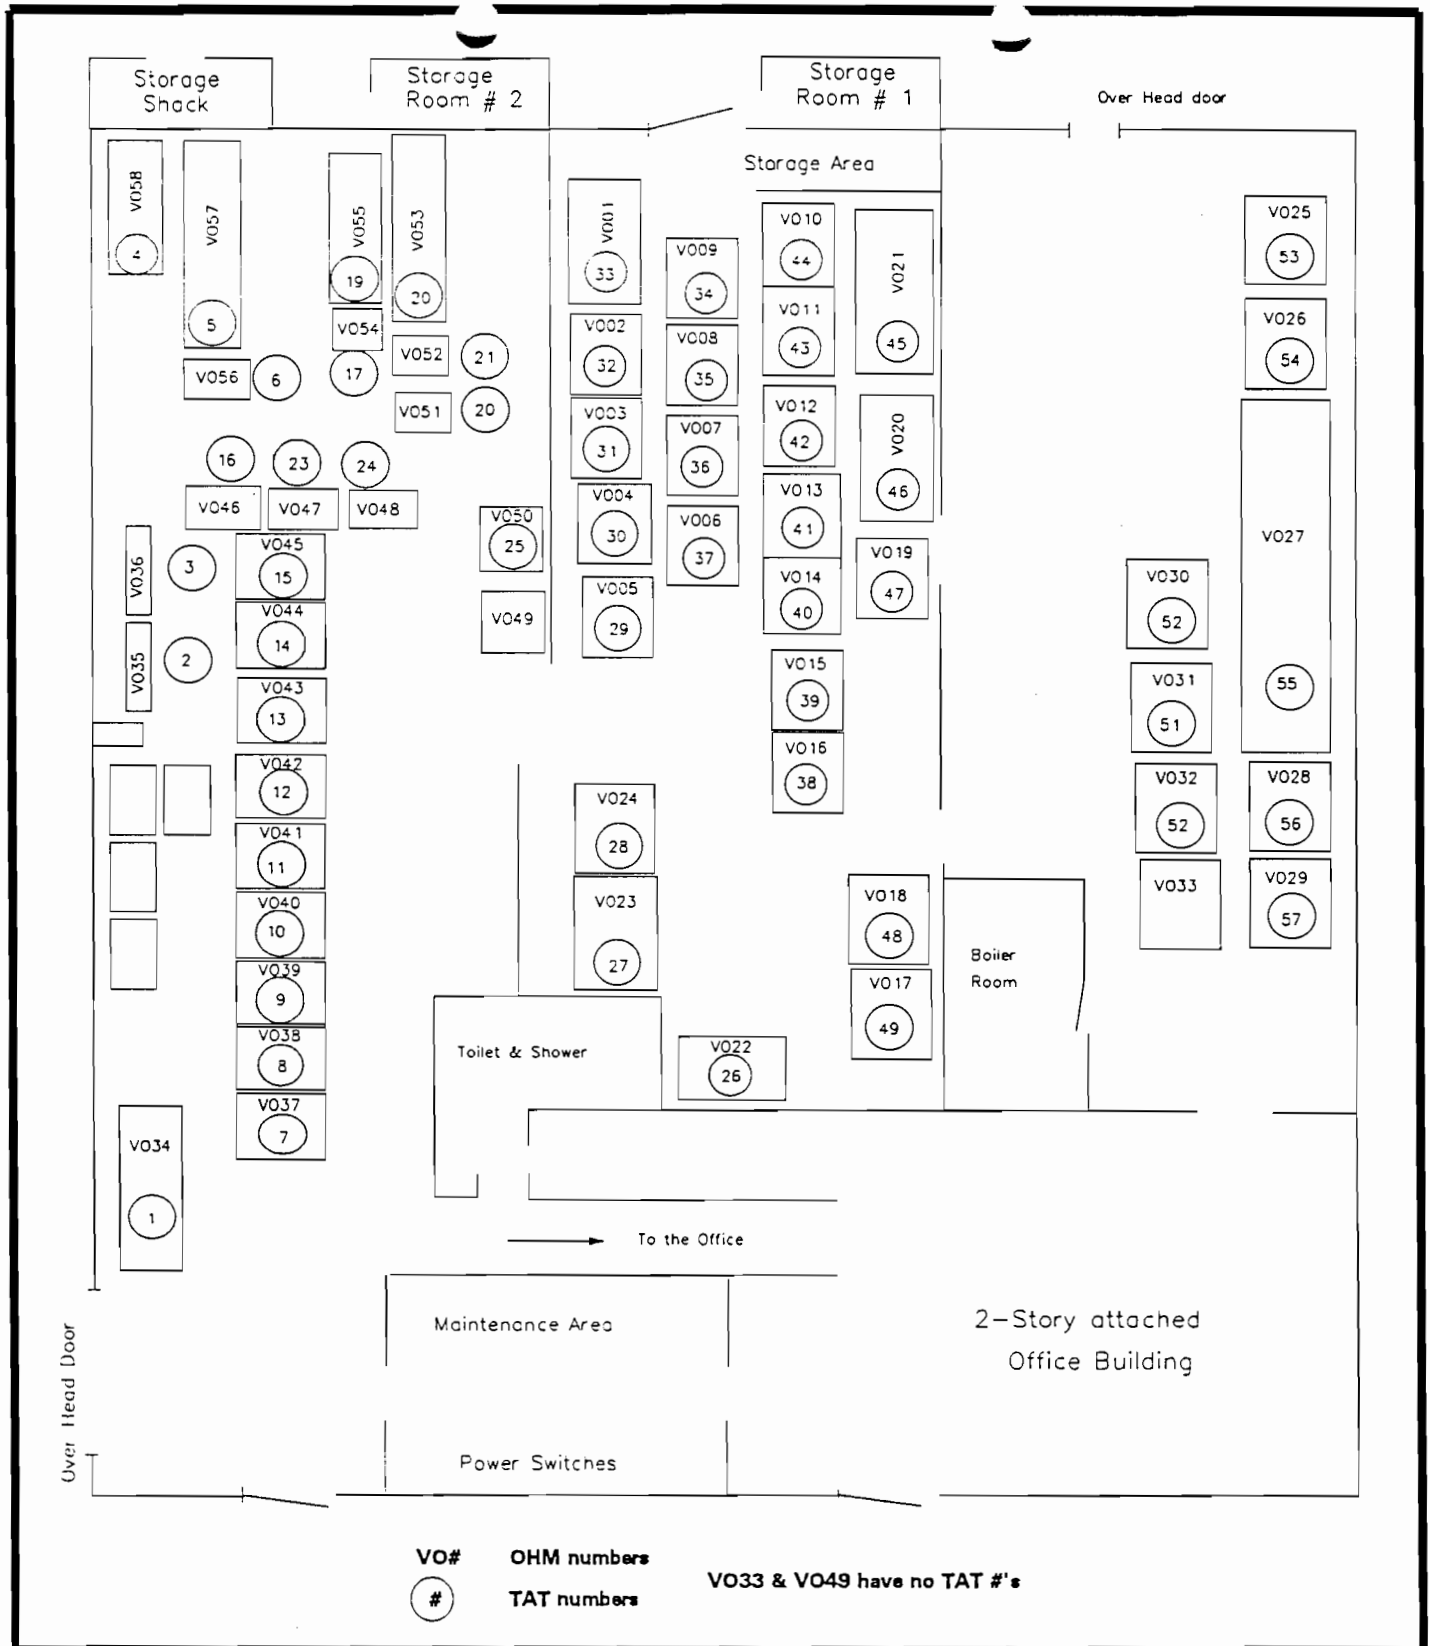 Storage
Shack
Storage
Room # 2
Storage
Room # 1
Over Head door
Storage Area
VO58
4
VO57
5
VO56
6
VO55
19
VO54
17
VO53
20
VO52
21
VO51
20
16
23
24
VO46
VO47
VO48
VO50
25
VO49
VO36
3
VO35
2
VO45
15
VO44
14
VO43
13
VO42
12
VO41
11
VO40
10
VO39
9
VO38
8
VO37
7
VO34
1
VO01
33
VO02
32
VO03
31
VO04
30
VO05
29
VO09
34
VO08
35
VO07
36
VO06
37
VO10
44
VO11
43
VO12
42
VO13
41
VO14
40
VO15
39
VO16
38
VO21
45
VO20
46
VO19
47
VO24
28
VO23
27
VO18
48
VO17
49
VO22
26
VO25
53
VO26
54
VO27
55
VO30
52
VO31
51
VO32
52
VO33
VO28
56
VO29
57
Boiler
Room
Toilet & Shower
To the Office
Maintenance Area
Power Switches
2-Story attached
Office Building
Over Head Door
VO# OHM numbers
# TAT numbers
VO33 & VO49 have no TAT #'s